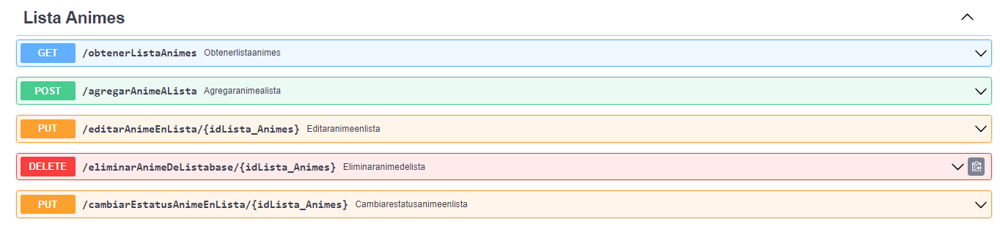 Lista Animes
GET /obtenerListaAnimes Obtenerlistaanimes
POST /agregarAnimeALista Agregaranimealista
PUT /editarAnimeEnLista/{idLista_Animes} Editaranimeenlista
DELETE /eliminarAnimeDeListabase/{idLista_Animes} Eliminaranimedelista
PUT /cambiarEstatusAnimeEnLista/{idLista_Animes} Cambiarestatusanimeenlista